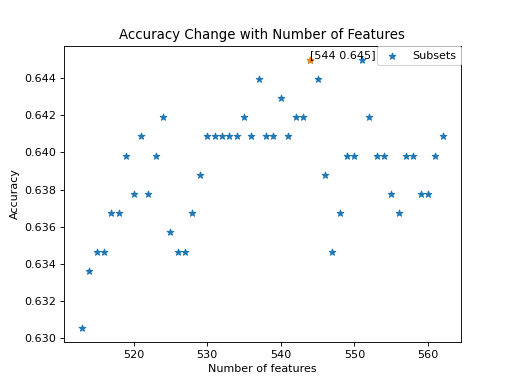 Accuracy Change with Number of Features
[544 0.645]
Subsets
0.644
0.642
0.640
0.638
0.636
0.634
0.632
0.630
Accuracy
520 530 540 550 560
Number of features